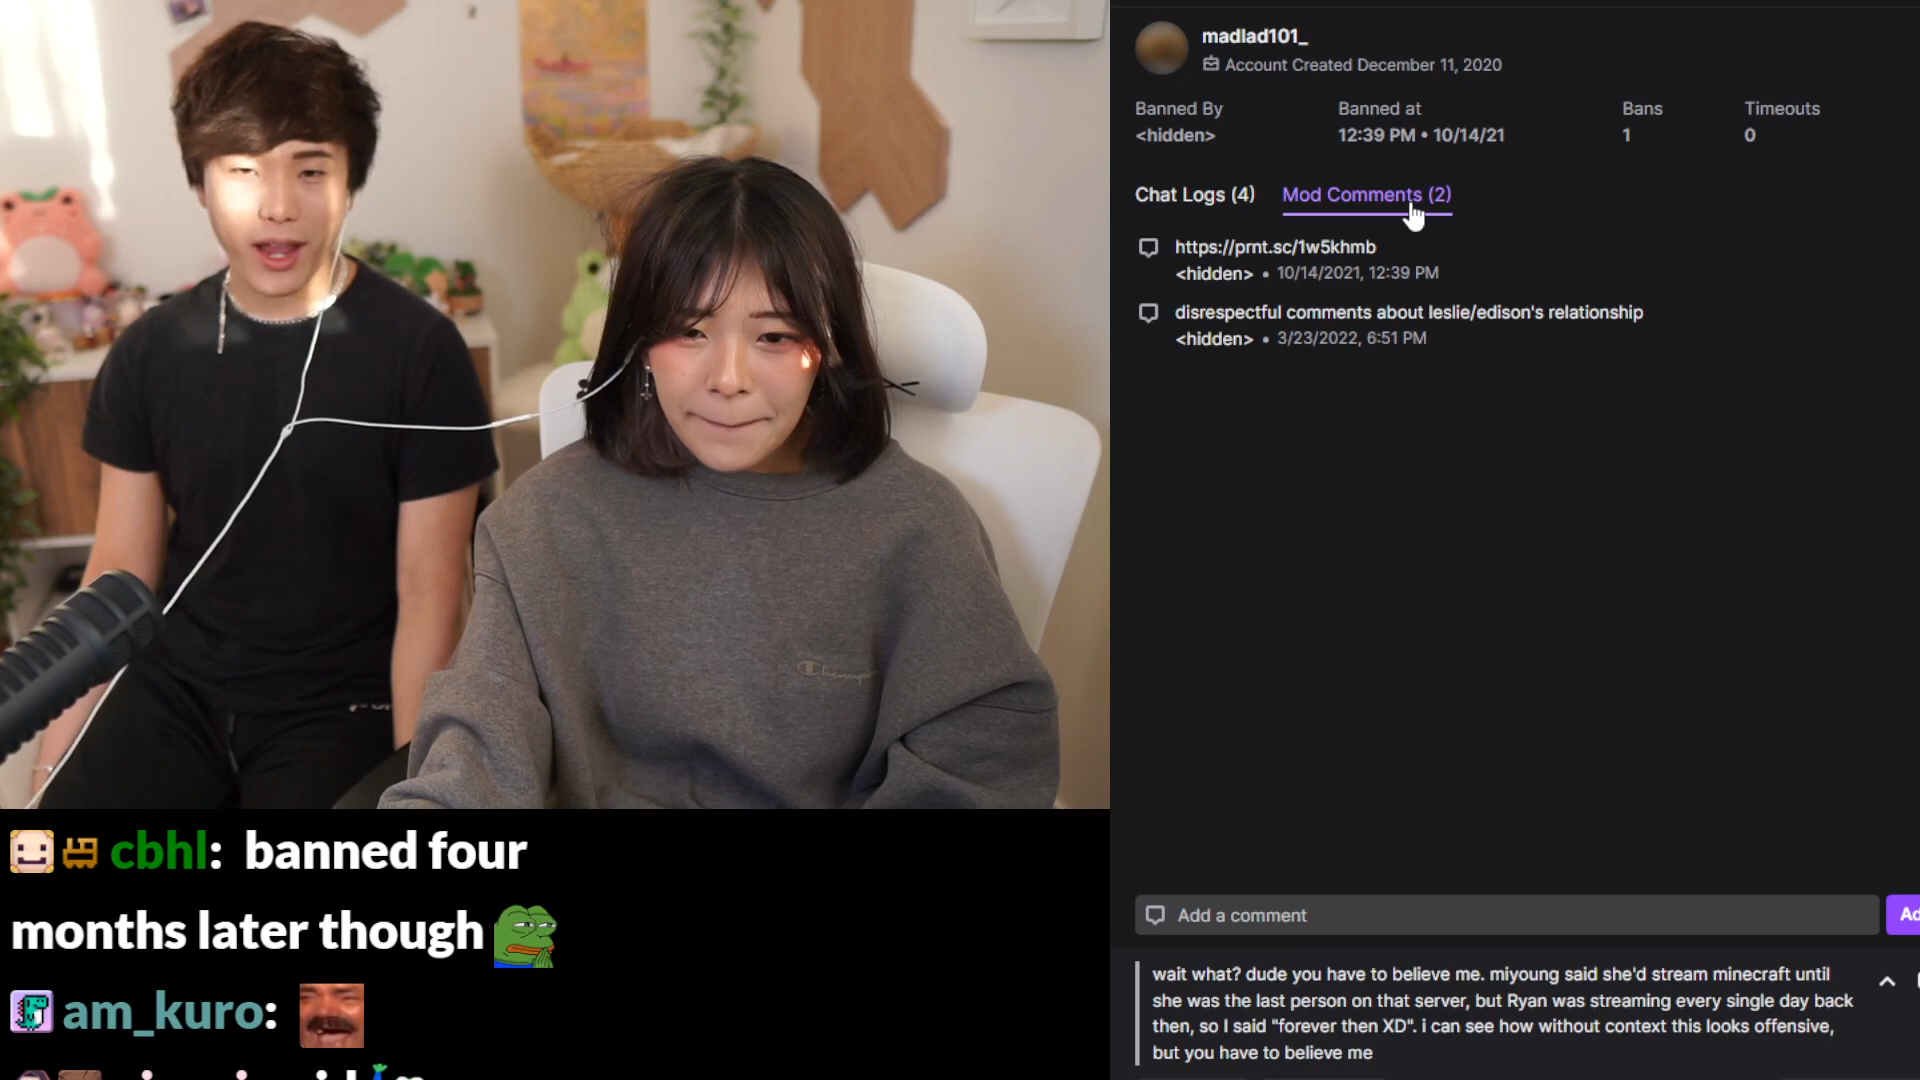 madlad101_
Account Created December 11, 2020
Banned By
Banned at
Bans
Timeouts
<hidden>
12:39 PM • 10/14/21
1
0
Chat Logs (4)
Mod Comments (2)
https://prnt.sc/1w5khmb
<hidden> • 10/14/2021, 12:39 PM
disrespectful comments about leslie/edison's relationship
<hidden> • 3/23/2022, 6:51 PM
Add a comment
wait what? dude you have to believe me. miyoung said she'd stream minecraft until
she was the last person on that server, but Ryan was streaming every single day back
then, so I said "forever then XD". i can see how without context this looks offensive,
but you have to believe me
Champion
cbhl: banned four
months later though
am_kuro: